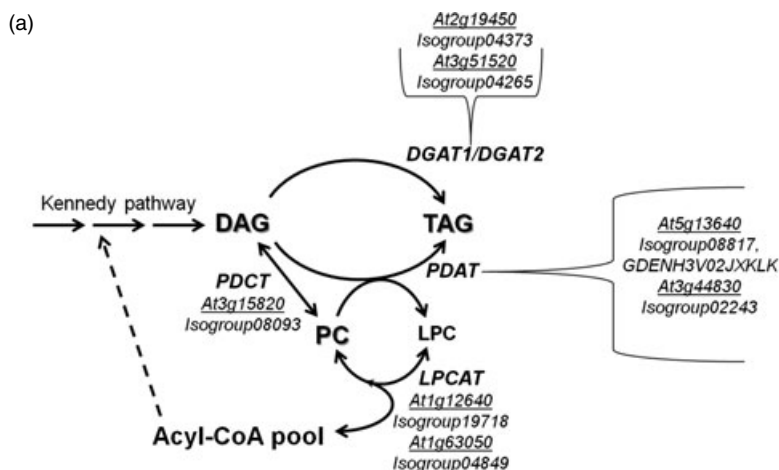 (a)
At2g19450
Isogroup04373
At3g51520
Isogroup04265
DGAT1/DGAT2
Kennedy pathway
DAG
TAG
At5g13640
Isogroup08817,
GDENH3V02JXKLK
At3g44830
Isogroup02243
PDAT
PDCT
At3g15820
Isogroup08093
PC
LPC
LPCAT
At1g12640
Isogroup19718
At1g63050
Isogroup04849
Acyl-CoA pool